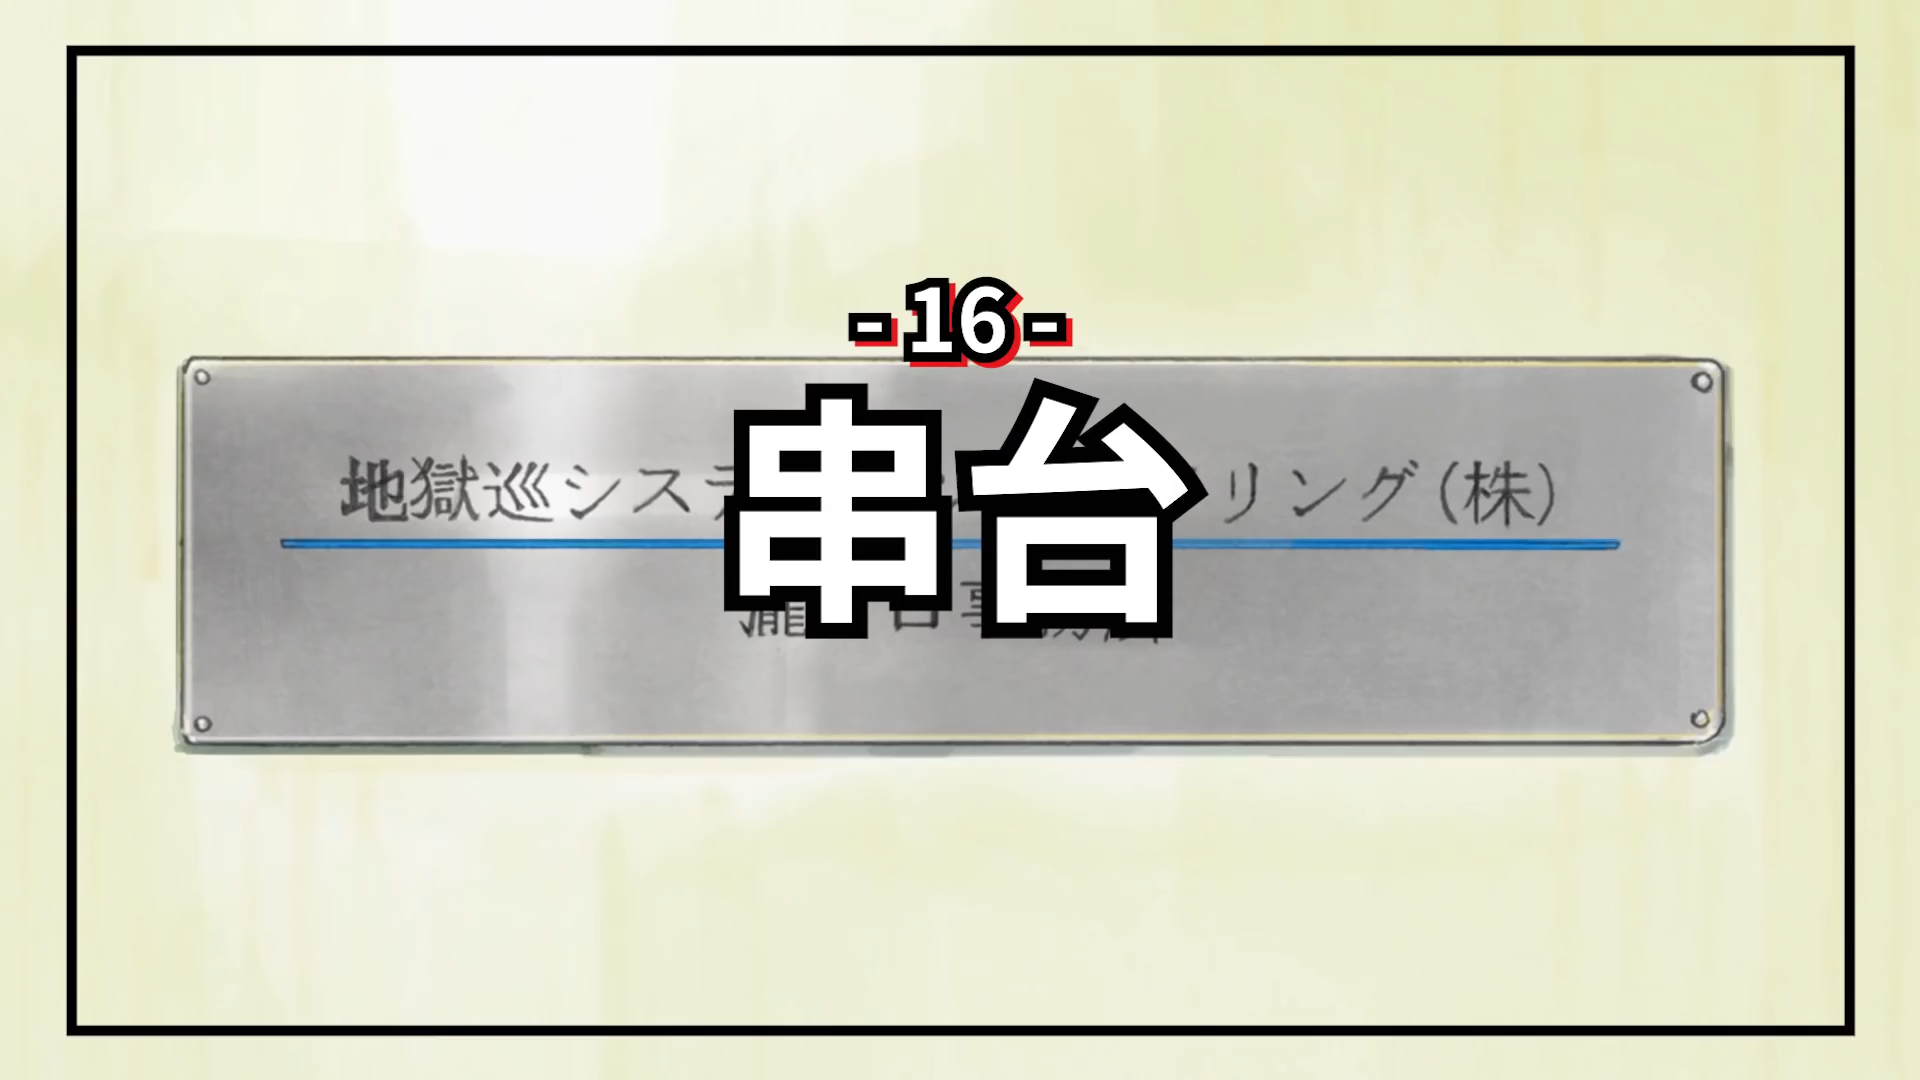 - 16 -
串台
地獄巡システ リング(株)